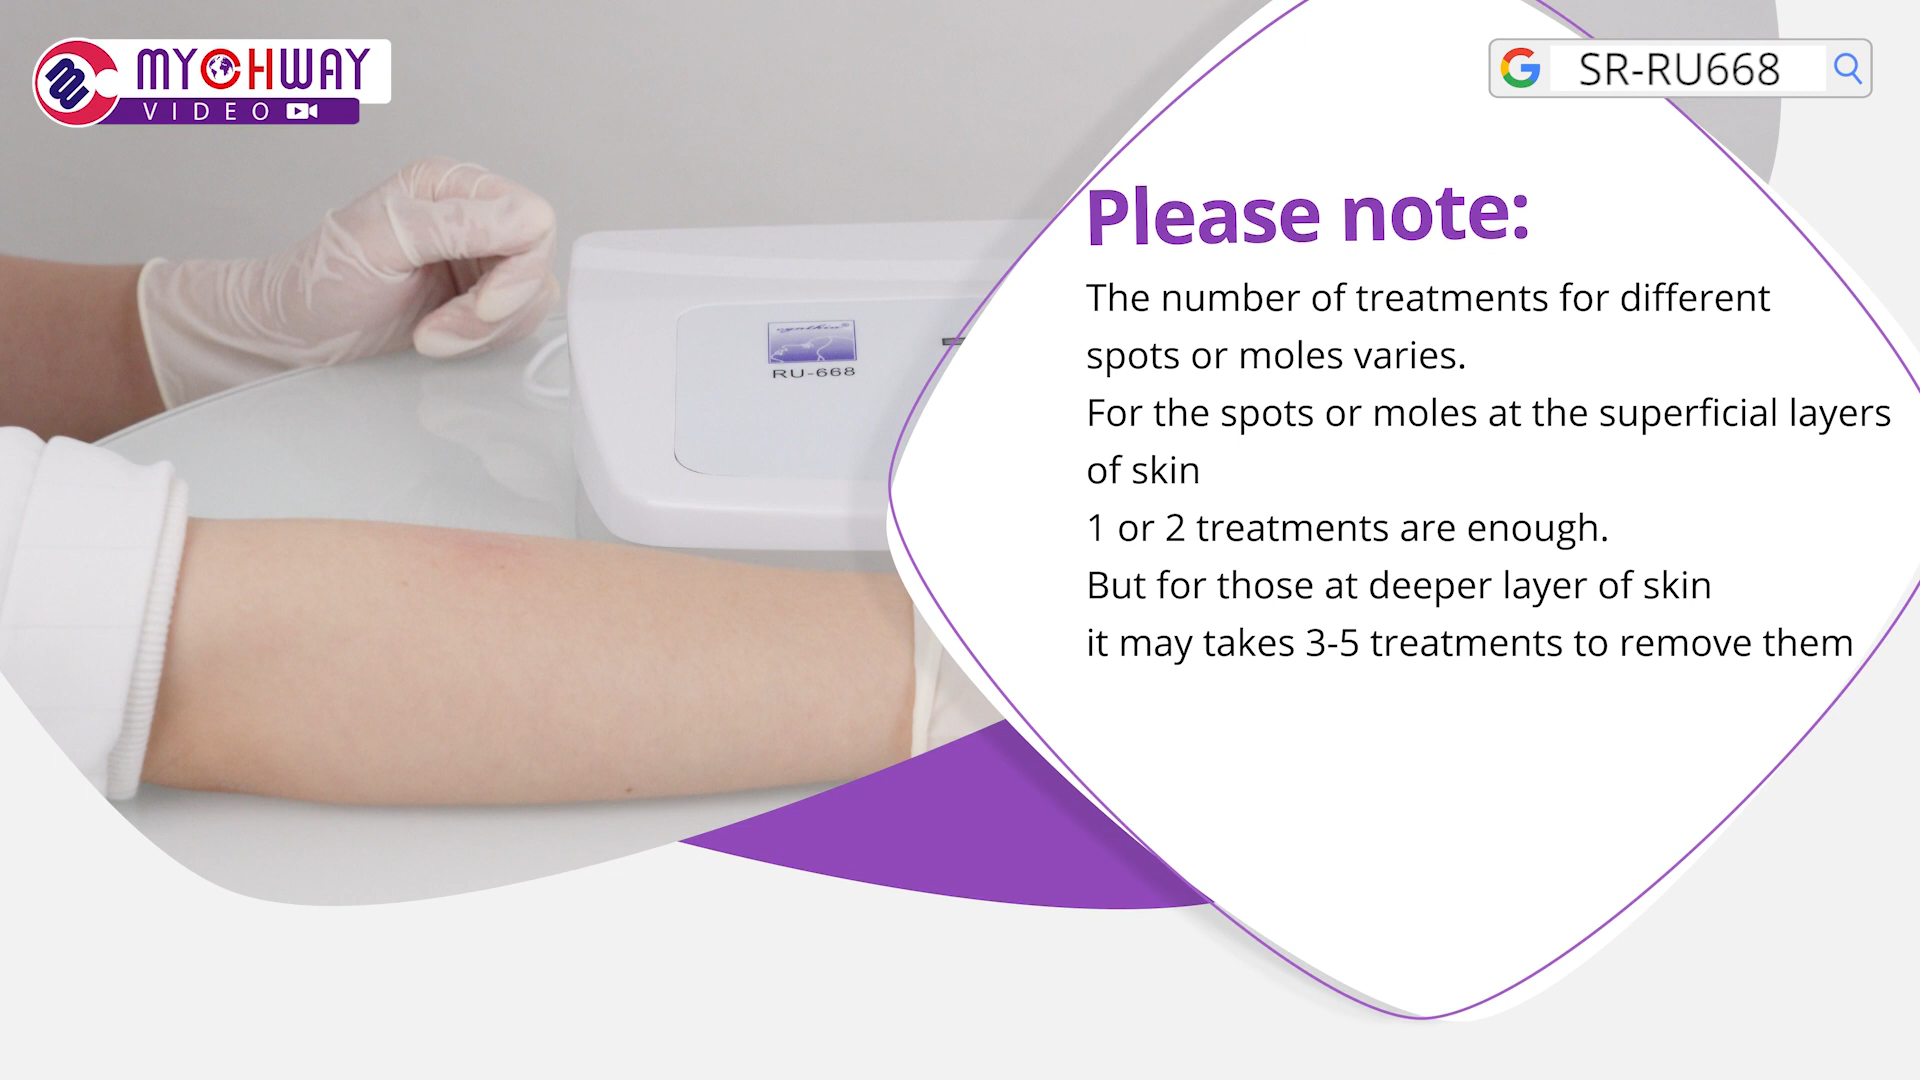 MYCHWAY
VIDEO
SR-RU668
cynthia
RU-668
Please note:
The number of treatments for different
spots or moles varies.
For the spots or moles at the superficial layers
of skin
1 or 2 treatments are enough.
But for those at deeper layer of skin
it may takes 3-5 treatments to remove them